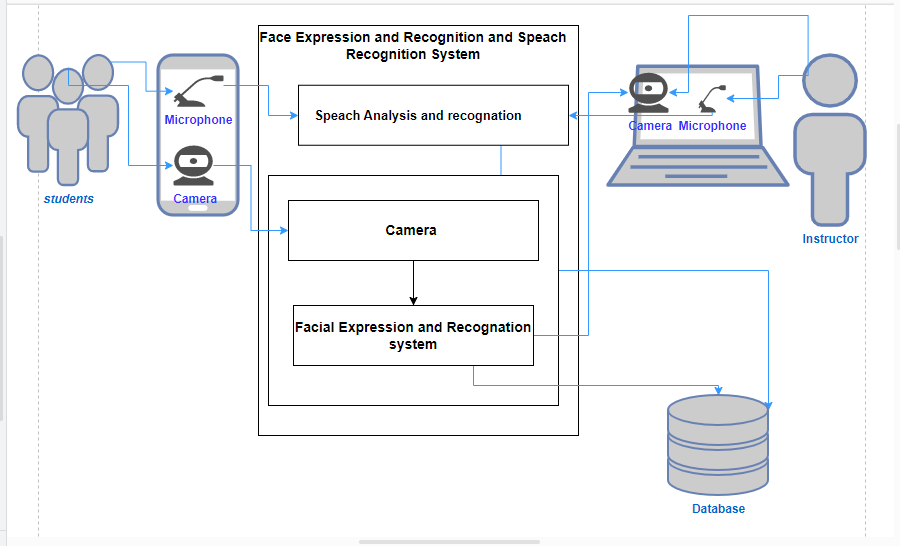 Face Expression and Recognition and Speach
Recognition System
Speach Analysis and recognation
Microphone
Camera
students
Camera
Facial Expression and Recognation
system
Camera Microphone
Instructor
Database